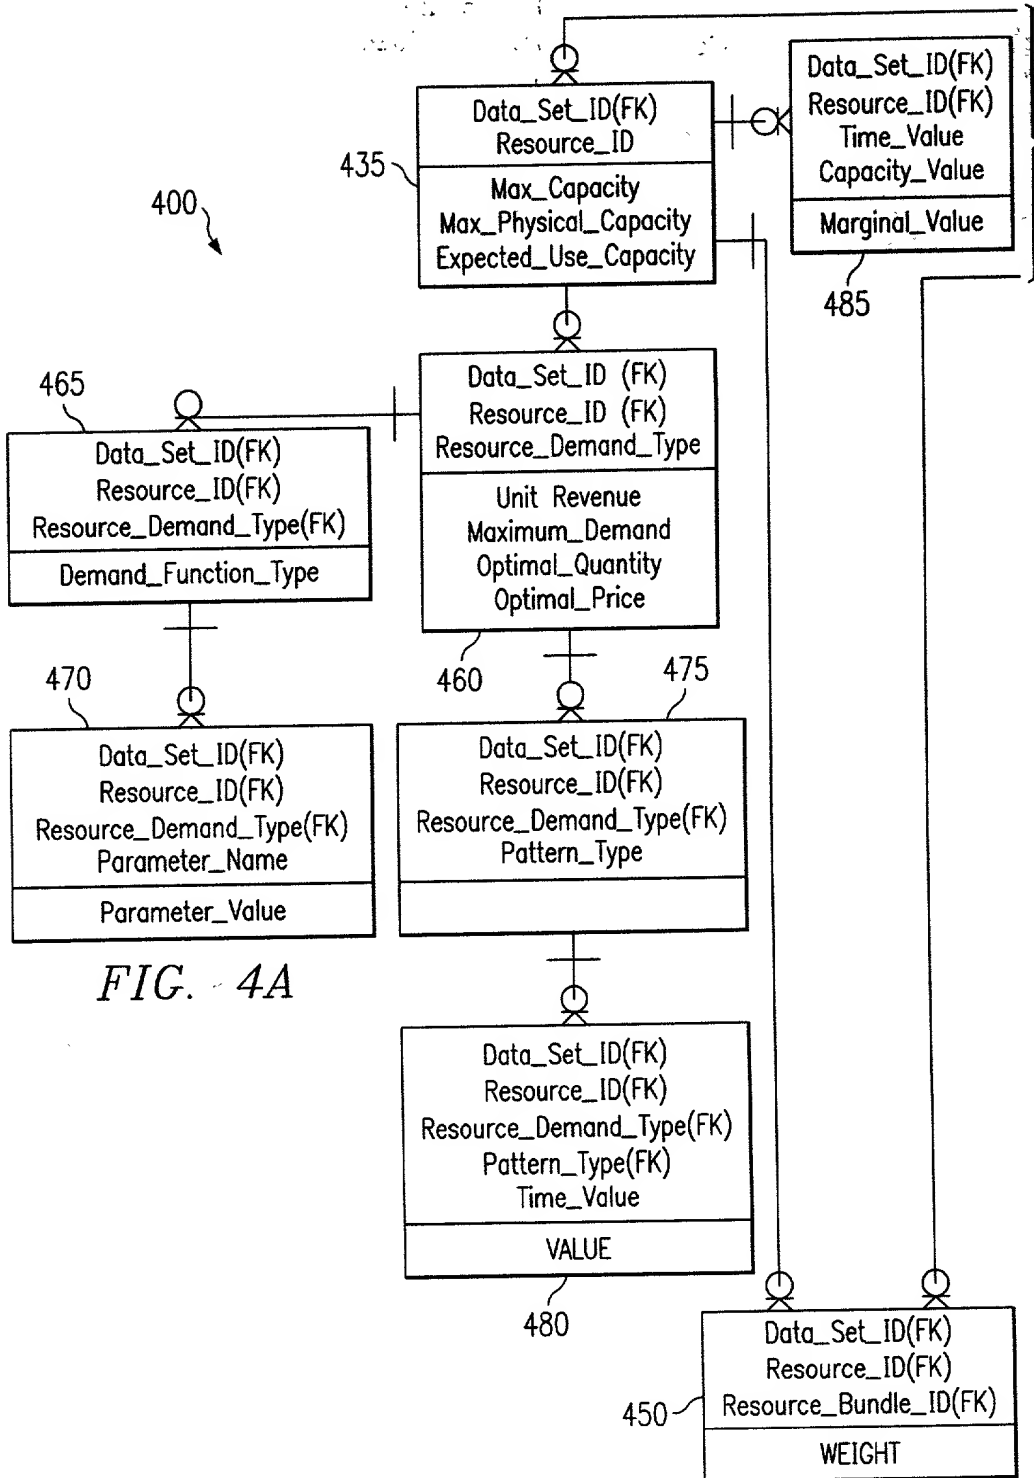 Data_Set_ID(FK)
Resource_ID
Max_Capacity
Max_Physical_Capacity
Expected_Use_Capacity
435
400
Data_Set_ID(FK)
Resource_ID(FK)
Time_Value
Capacity_Value
Marginal_Value
485
465
Data_Set_ID(FK)
Resource_ID(FK)
Resource_Demand_Type(FK)
Demand_Function_Type
Data_Set_ID (FK)
Resource_ID (FK)
Resource_Demand_Type
Unit Revenue
Maximum_Demand
Optimal_Quantity
Optimal_Price
460
470
Data_Set_ID(FK)
Resource_ID(FK)
Resource_Demand_Type(FK)
Parameter_Name
Parameter_Value
475
Data_Set_ID(FK)
Resource_ID(FK)
Resource_Demand_Type(FK)
Pattern_Type
FIG. 4A
Data_Set_ID(FK)
Resource_ID(FK)
Resource_Demand_Type(FK)
Pattern_Type(FK)
Time_Value
VALUE
480
450
Data_Set_ID(FK)
Resource_ID(FK)
Resource_Bundle_ID(FK)
WEIGHT